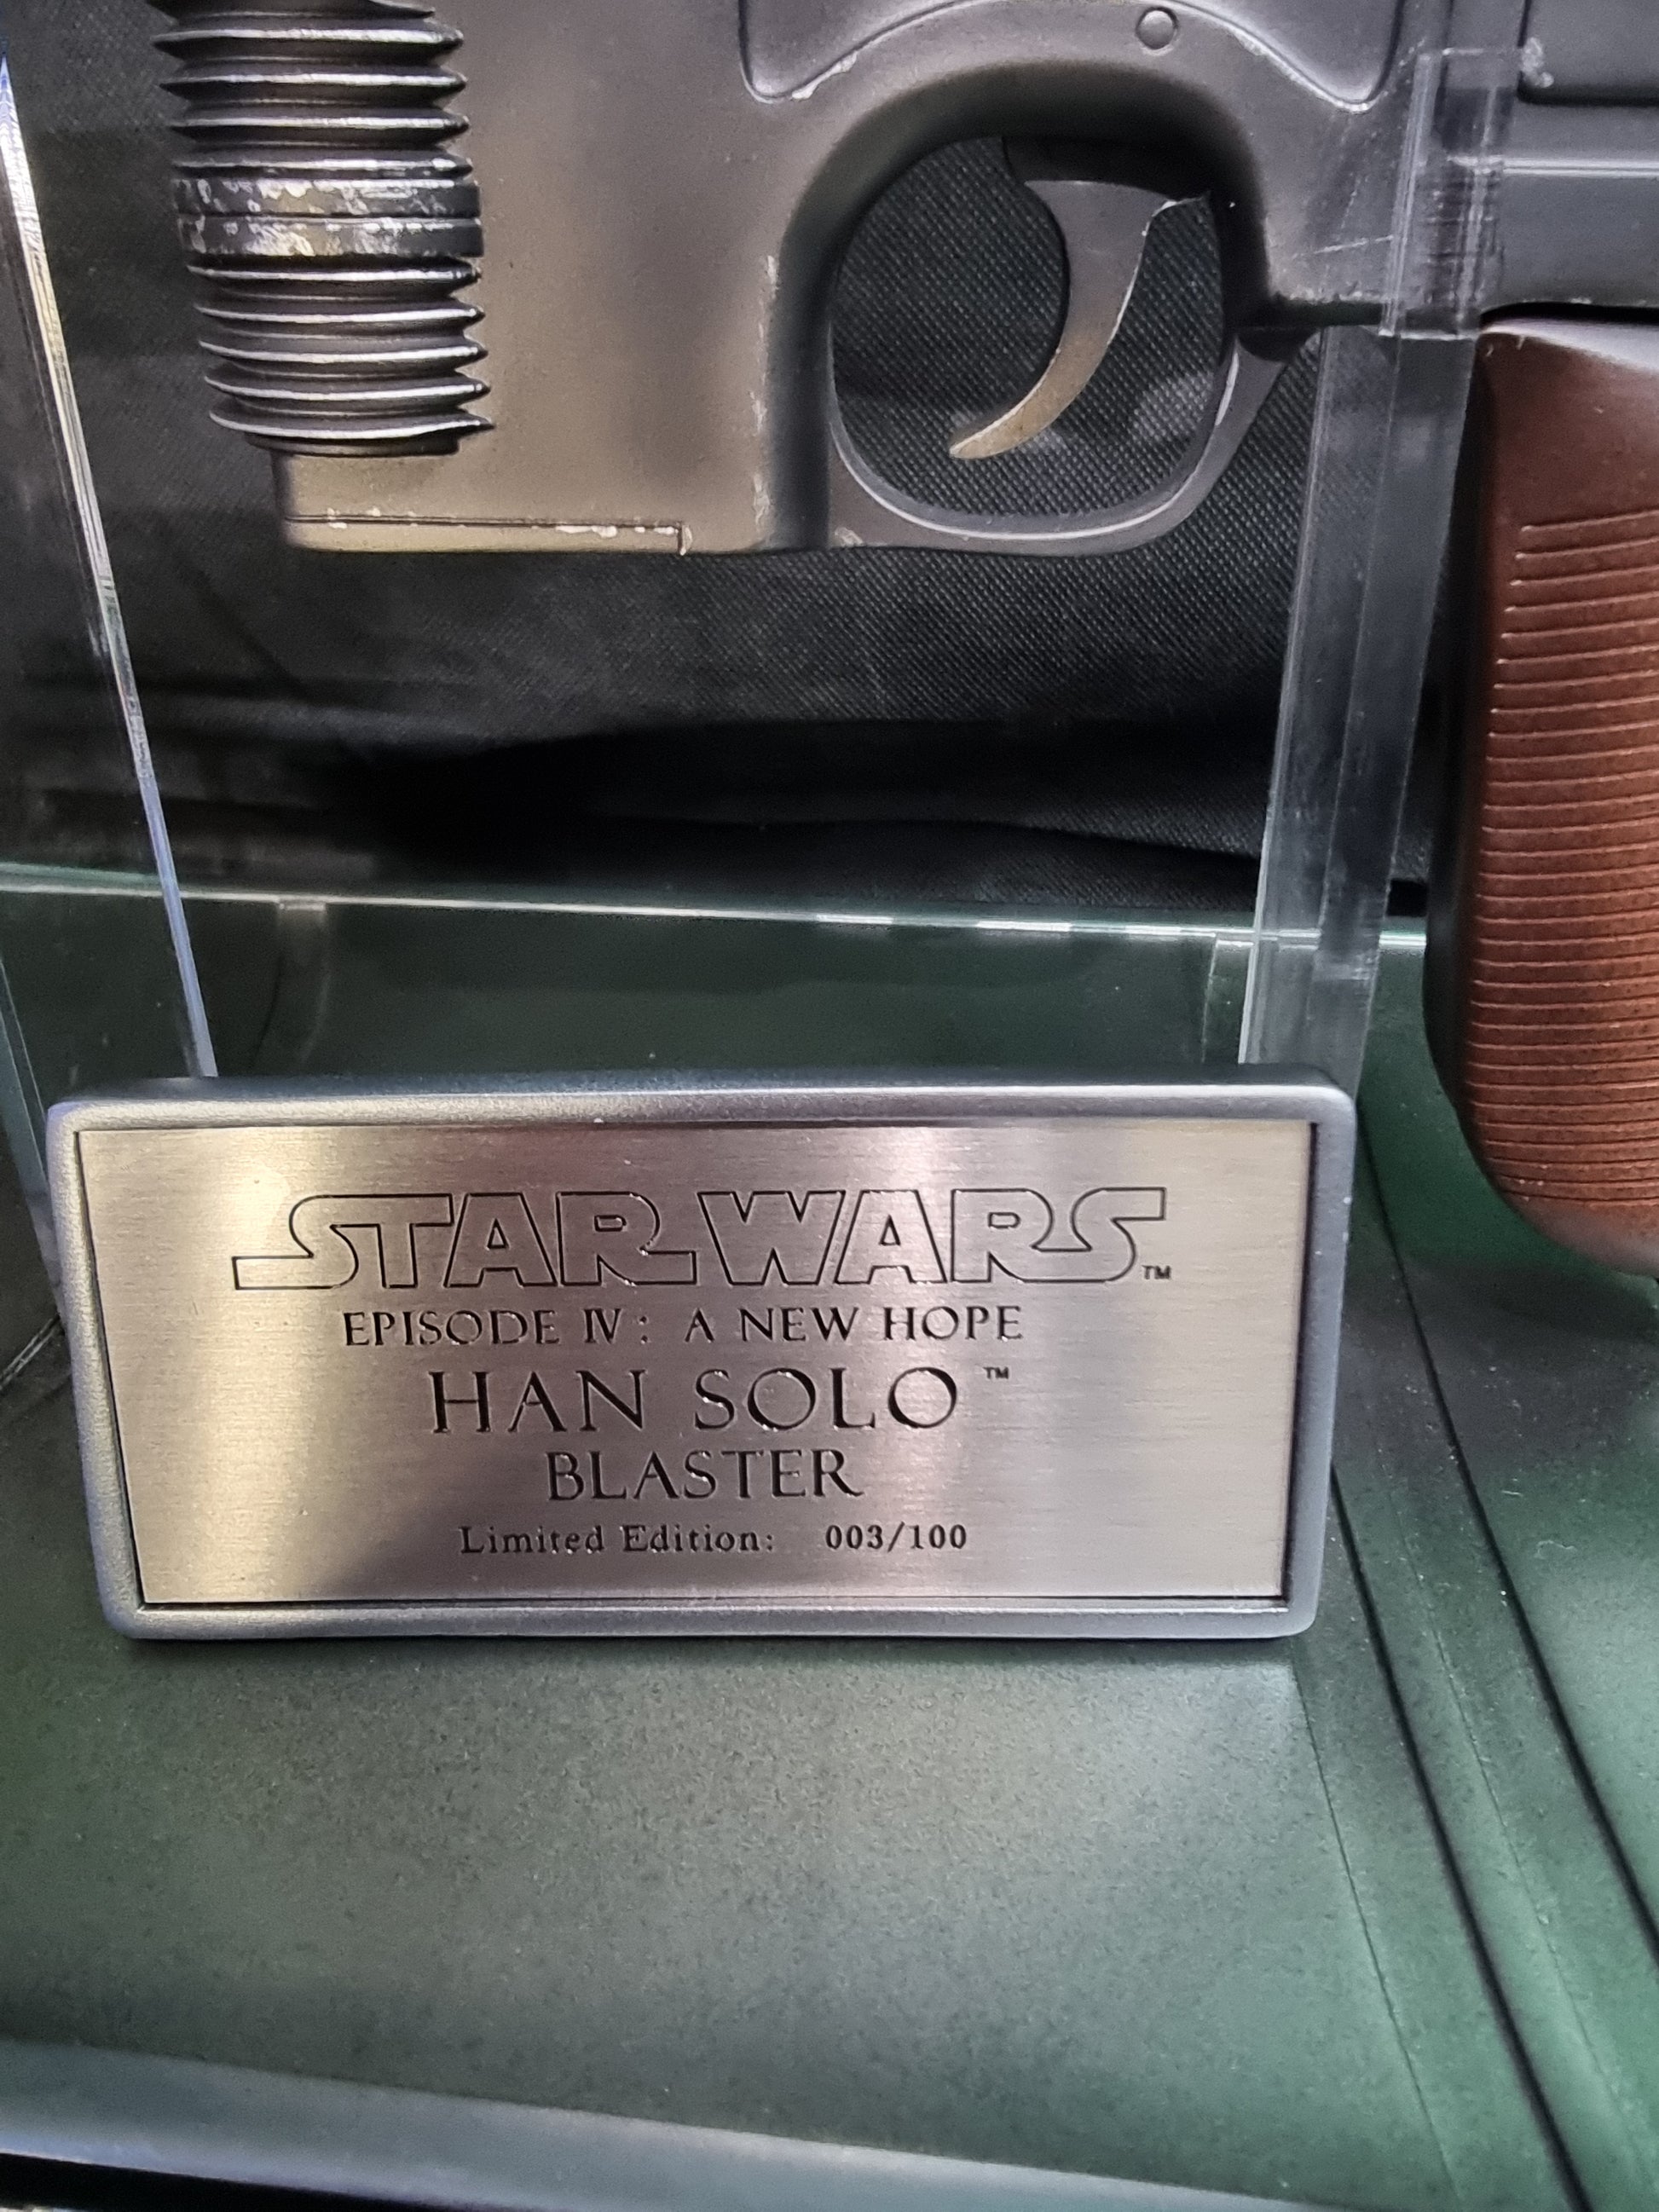 STAR WARS™
EPISODE IV: A NEW HOPE
HAN SOLO™
BLASTER
Limited Edition: 003/100